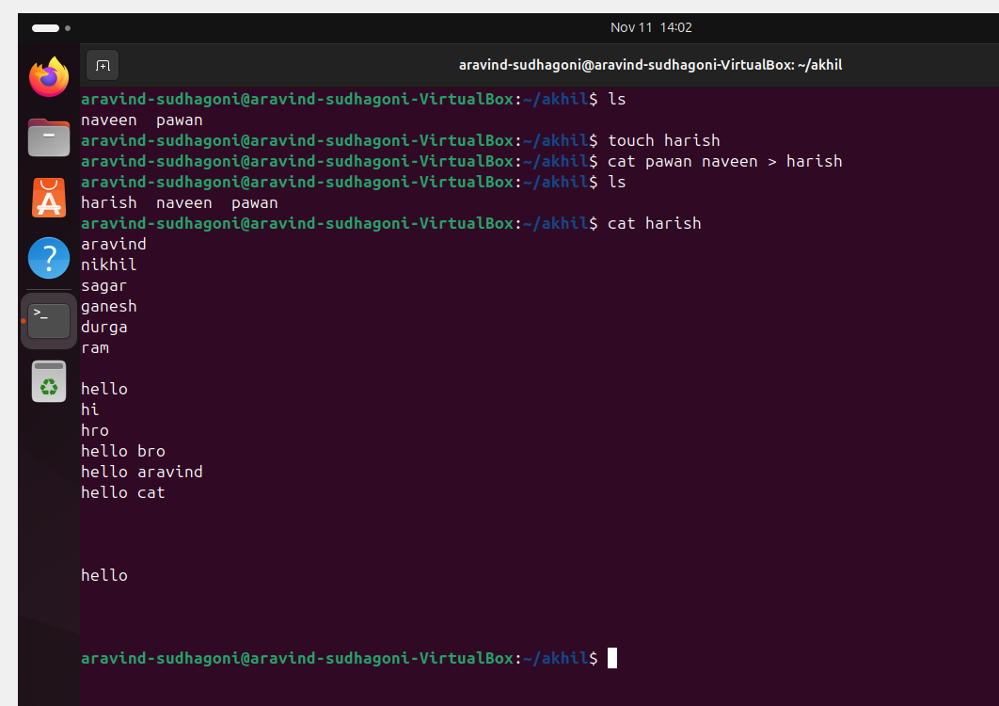 Nov 11 14:02
aravind-sudhagoni@aravind-sudhagoni-VirtualBox: ~/akhil
aravind-sudhagoni@aravind-sudhagoni-VirtualBox:~/akhil$ ls
naveen  pawan
aravind-sudhagoni@aravind-sudhagoni-VirtualBox:~/akhil$ touch harish
aravind-sudhagoni@aravind-sudhagoni-VirtualBox:~/akhil$ cat pawan naveen > harish
aravind-sudhagoni@aravind-sudhagoni-VirtualBox:~/akhil$ ls
harish  naveen  pawan
aravind-sudhagoni@aravind-sudhagoni-VirtualBox:~/akhil$ cat harish
aravind
nikhil
sagar
ganesh
durga
ram
hello
hi
hro
hello bro
hello aravind
hello cat
hello
aravind-sudhagoni@aravind-sudhagoni-VirtualBox:~/akhil$